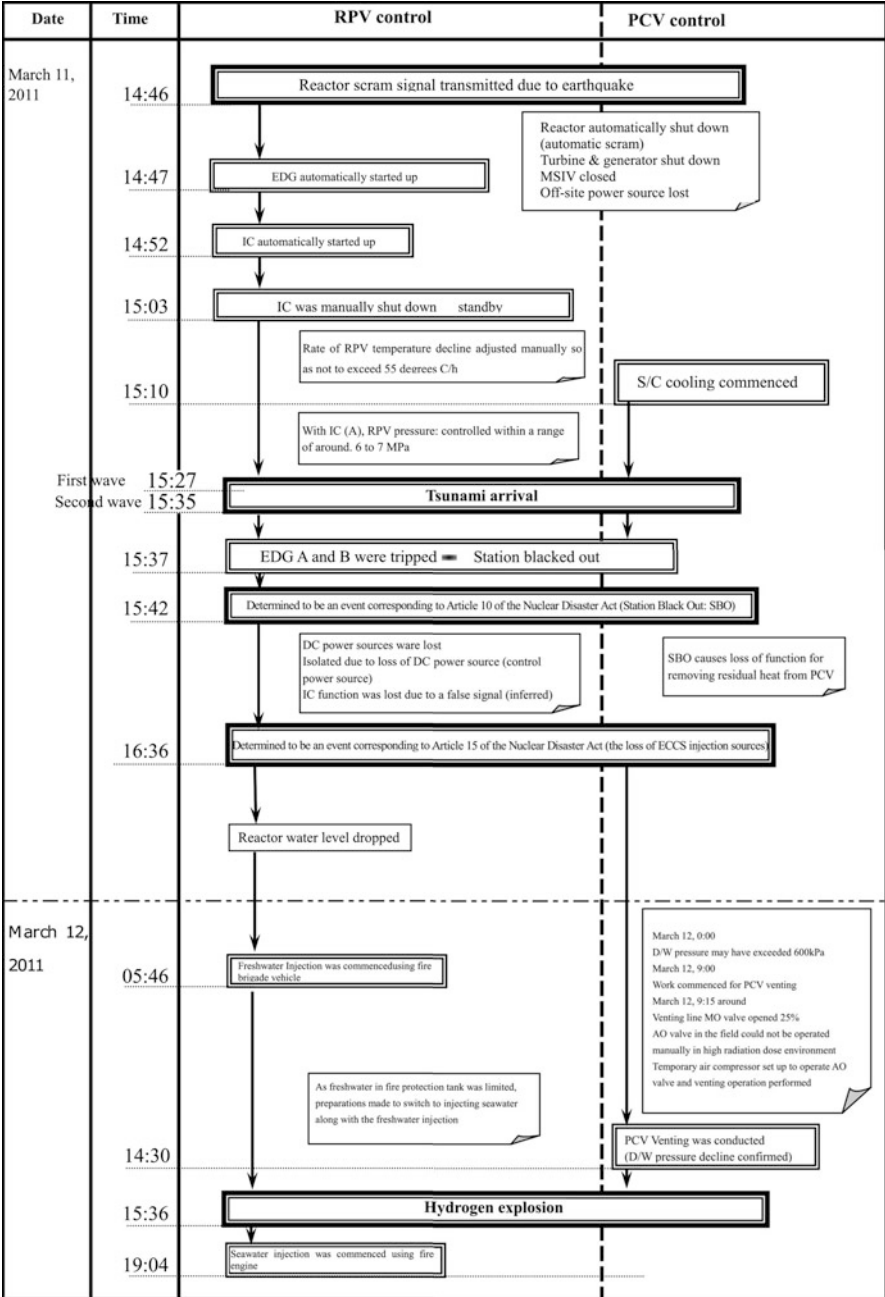 Date
Time
RPV control
PCV control
March 11,
2011
14:46
Reactor scram signal transmitted due to earthquake
Reactor automatically shut down
(automatic scram)
Turbine & generator shut down
MSIV closed
Off-site power source lost
14:47
EDG automatically started up
14:52
IC automatically started up
15:03
IC was manually shut down standby
Rate of RPV temperature decline adjusted manually so
as not to exceed 55 degrees C/h
15:10
S/C cooling commenced
With IC (A), RPV pressure: controlled within a range
of around. 6 to 7 MPa
First wave 15:27
Second wave 15:35
Tsunami arrival
15:37
EDG A and B were tripped Station blacked out
15:42
Determined to be an event corresponding to Article 10 of the Nuclear Disaster Act (Station Black Out: SBO)
DC power sources ware lost
Isolated due to loss of DC power source (control
power source)
IC function was lost due to a false signal (inferred)
SBO causes loss of function for
removing residual heat from PCV
16:36
Determined to be an event corresponding to Article 15 of the Nuclear Disaster Act (the loss of ECCS injection sources)
Reactor water level dropped
March 12,
2011
05:46
Freshwater Injection was commencedusing fire
brigade vehicle
March 12, 0:00
D/W pressure may have exceeded 600kPa
March 12, 9:00
Work commenced for PCV venting
March 12, 9:15 around
Venting line MO valve opened 25%
AO valve in the field could not be operated
manually in high radiation dose environment
Temporary air compressor set up to operate AO
valve and venting operation performed
As freshwater in fire protection tank was limited,
preparations made to switch to injecting seawater
along with the freshwater injection
14:30
PCV Venting was conducted
(D/W pressure decline confirmed)
15:36
Hydrogen explosion
19:04
Seawater injection was commenced using fire
engine